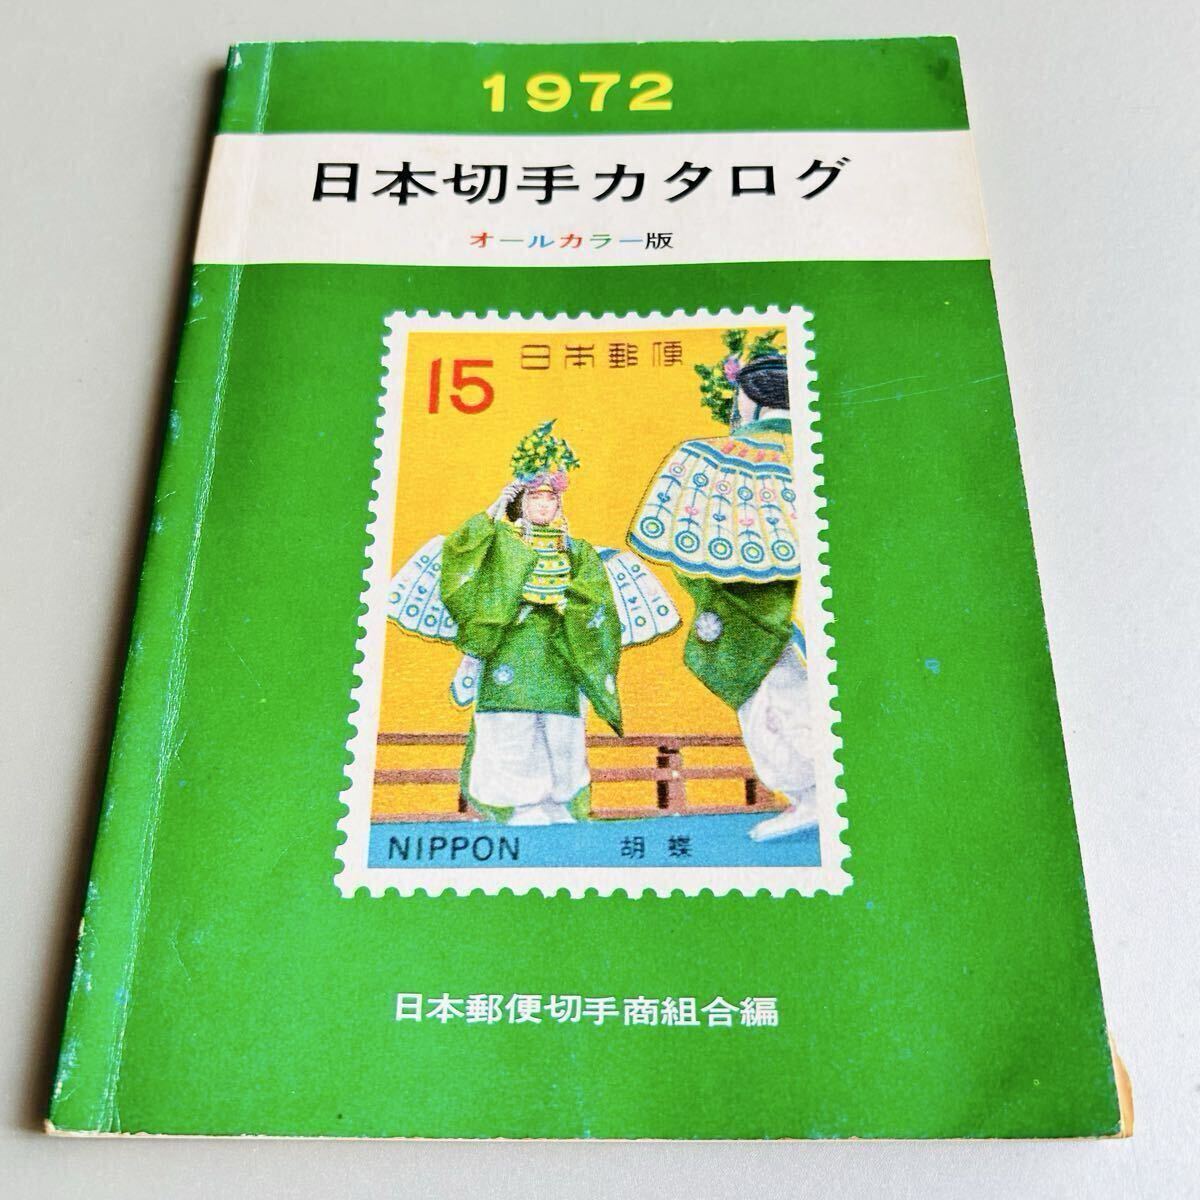 1972
日本切手カタログ
オールカラー版
15 日本郵便
NIPPON 胡蝶
日本郵便切手商組合編